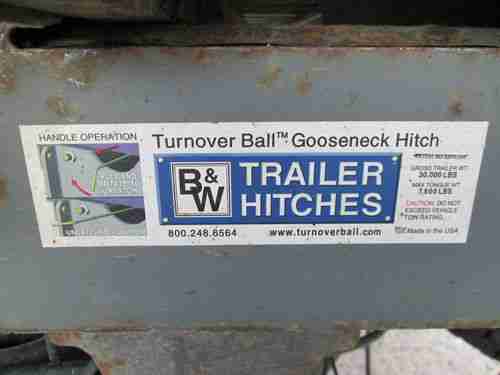 HANDLE OPERATION
Turnover Ball™ Gooseneck Hitch
B&W
TRAILER
HITCHES
800.248.6564
www.turnoverball.com
GROSS TRAILER WT
30,000 LBS
MAX TONGUE WT
7,500 LBS
CAUTION: DO NOT
EXCEED VEHICLE
TOW RATING.
Made in the USA